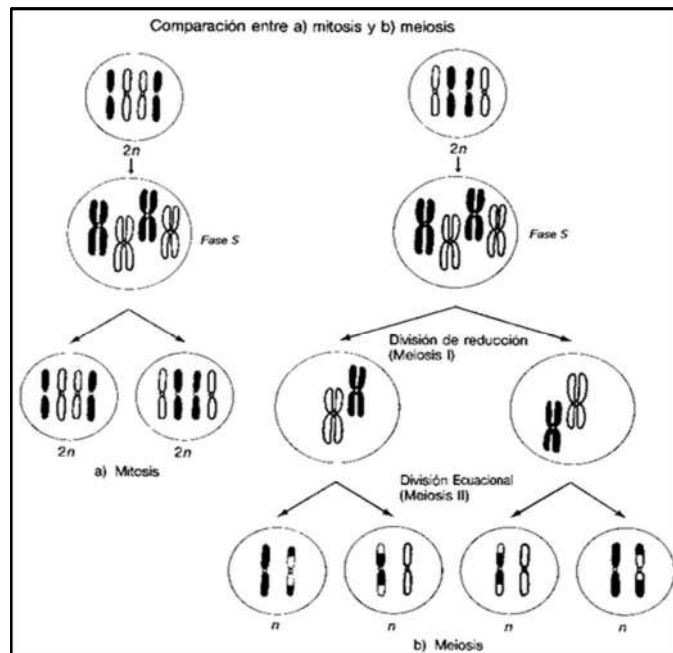 Comparación entre a) mitosis y b) meiosis
2n
2n
Fase S
Fase S
División de reducción
(Meiosis I)
2n
2n
a) Mitosis
División Ecuacional
(Meiosis II)
n
n
n
n
b) Meiosis